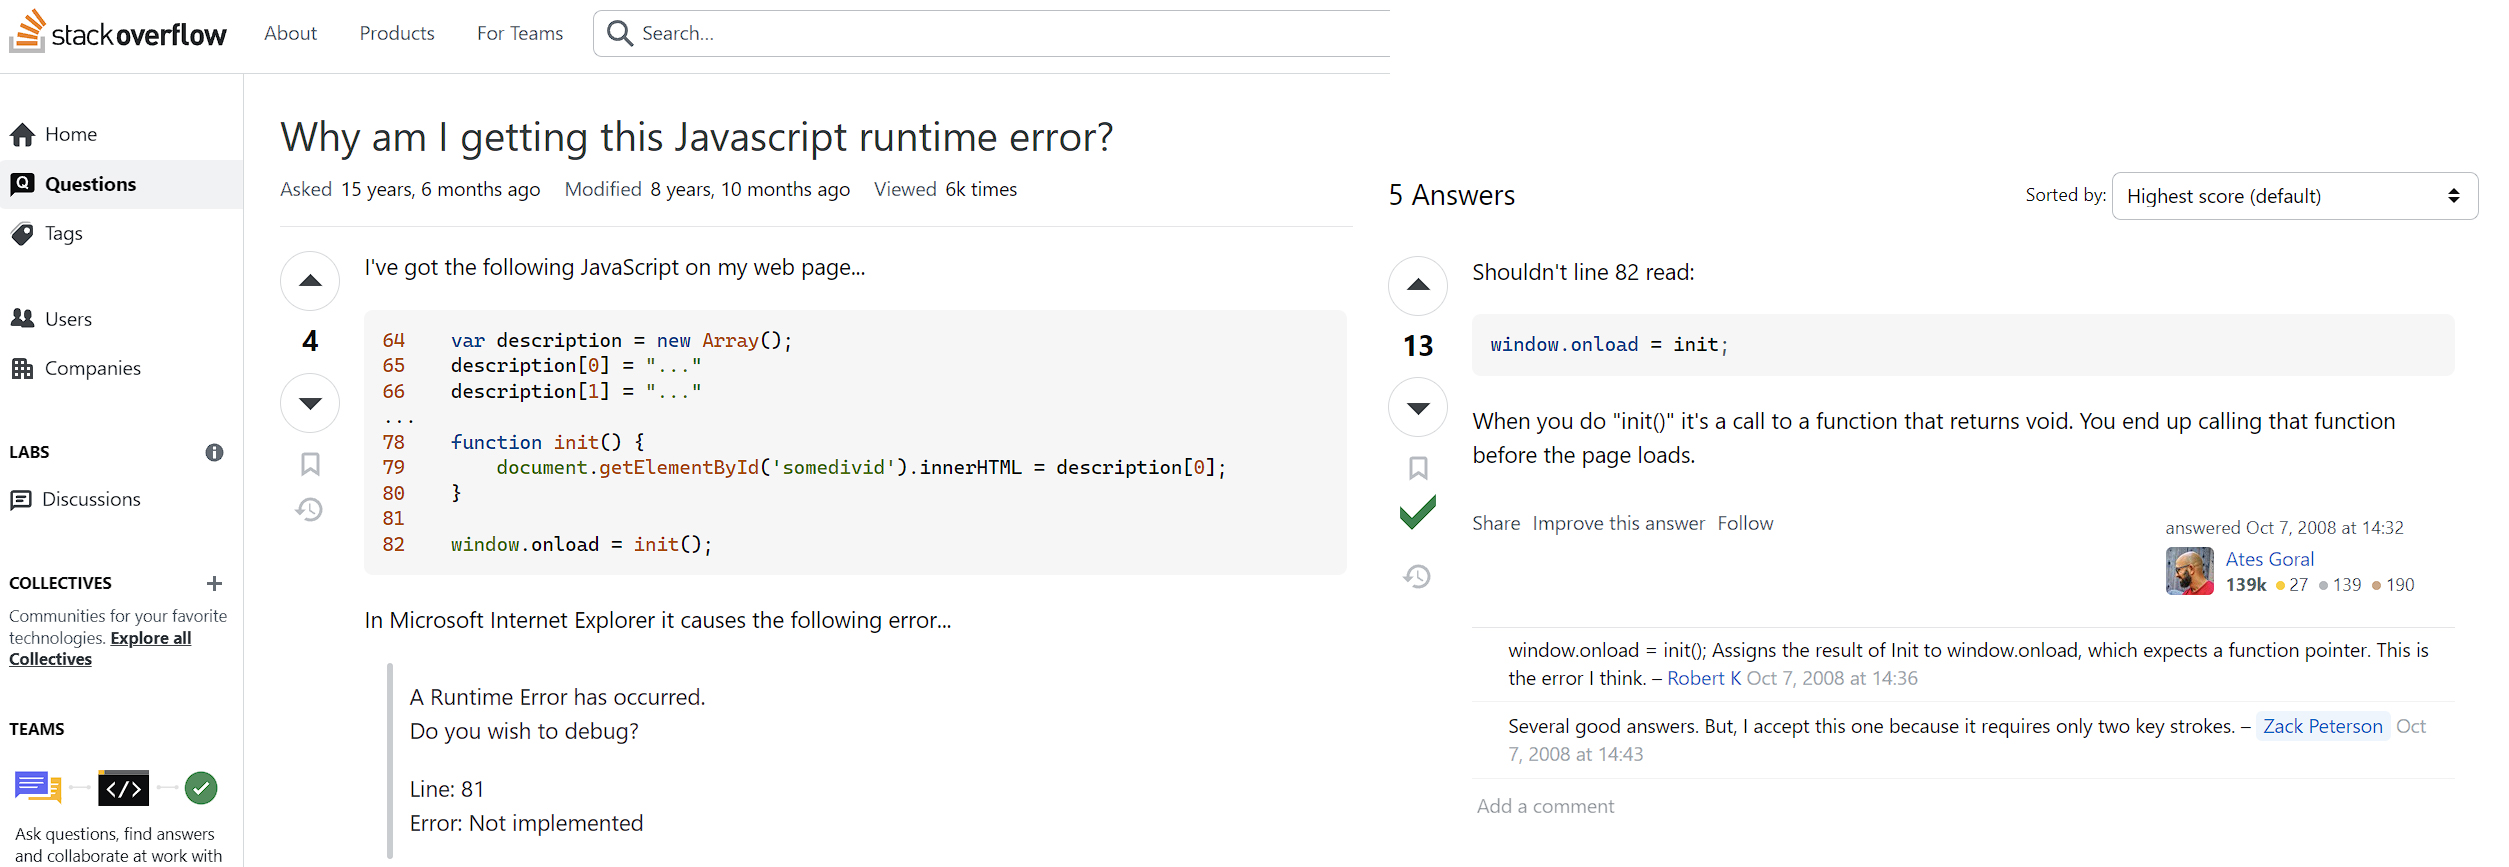 stackoverflow
About
Products
For Teams
Search...
Home
Questions
Tags
Users
Companies
LABS
Discussions
COLLECTIVES
Communities for your favorite
technologies. Explore all
Collectives
TEAMS
</>
Ask questions, find answers
and collaborate at work with
Why am I getting this Javascript runtime error?
Asked 15 years, 6 months ago Modified 8 years, 10 months ago Viewed 6k times
4
I've got the following JavaScript on my web page...
64    var description = new Array();
65    description[0] = "..."
66    description[1] = "..."
...
78    function init() {
79        document.getElementById('somedivid').innerHTML = description[0];
80    }
81
82    window.onload = init();
In Microsoft Internet Explorer it causes the following error...
A Runtime Error has occurred.
Do you wish to debug?
Line: 81
Error: Not implemented
5 Answers
Sorted by: Highest score (default)
13
Shouldn't line 82 read:
window.onload = init;
When you do "init()" it's a call to a function that returns void. You end up calling that function
before the page loads.
Share Improve this answer Follow
answered Oct 7, 2008 at 14:32
Ates Goral
139k 27 139 190
window.onload = init(); Assigns the result of Init to window.onload, which expects a function pointer. This is
the error I think. – Robert K Oct 7, 2008 at 14:36
Several good answers. But, I accept this one because it requires only two key strokes. – Zack Peterson Oct
7, 2008 at 14:43
Add a comment